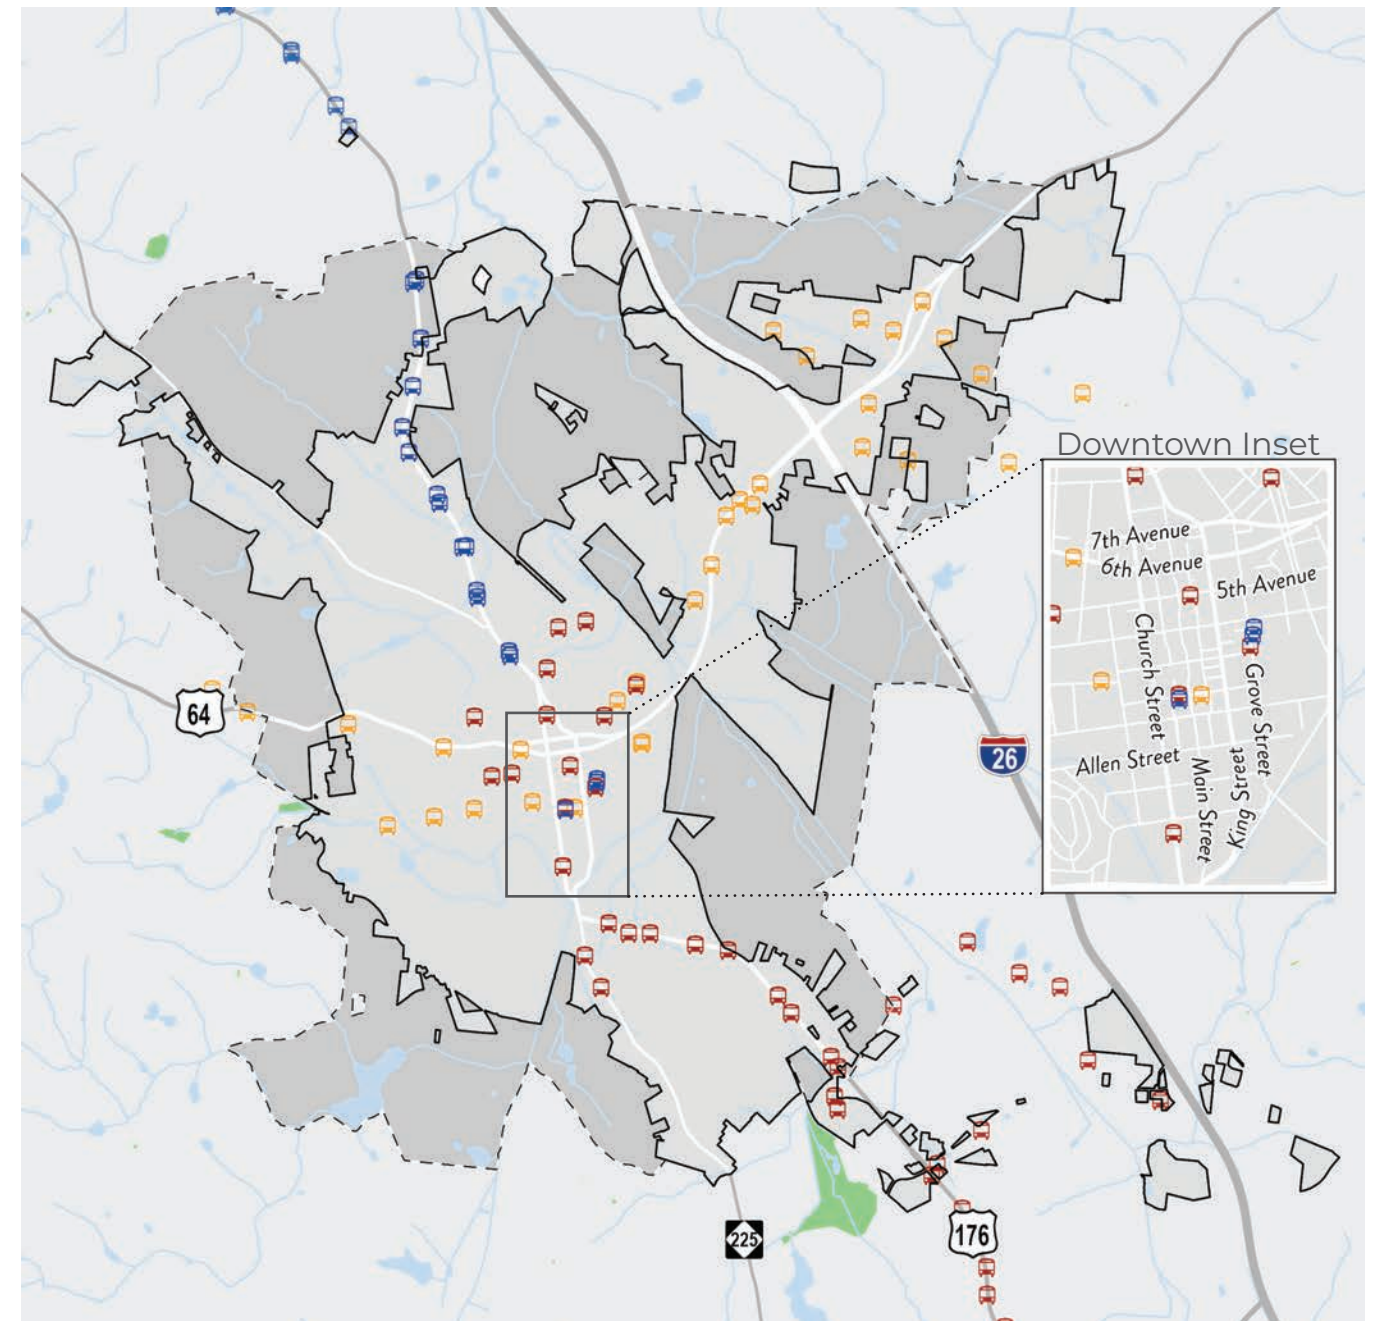 Downtown Inset
7th Avenue
6th Avenue
5th Avenue
Church Street
Grove Street
Allen Street
Main Street
King Street
64
26
225
176